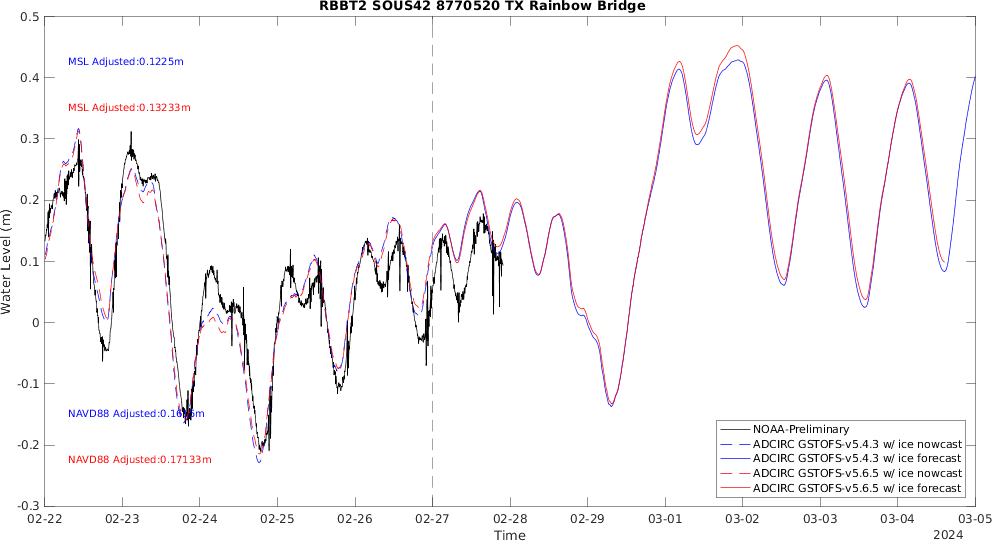 RBBT2 SOUS42 8770520 TX Rainbow Bridge
0.5
0.4
0.3
0.2
0.1
0
-0.1
-0.2
-0.3
Water Level (m)
MSL Adjusted:0.1225m
MSL Adjusted:0.13233m
NAVD88 Adjusted:
NAVD88 Adjusted:0.17133m
NOAA-Preliminary
ADCIRC GSTOFS-v5.4.3 w/ ice nowcast
ADCIRC GSTOFS-v5.4.3 w/ ice forecast
ADCIRC GSTOFS-v5.6.5 w/ ice nowcast
ADCIRC GSTOFS-v5.6.5 w/ ice forecast
02-22 02-23 02-24 02-25 02-26 02-27 02-28 02-29 03-01 03-02 03-03 03-04 03-05
Time
2024